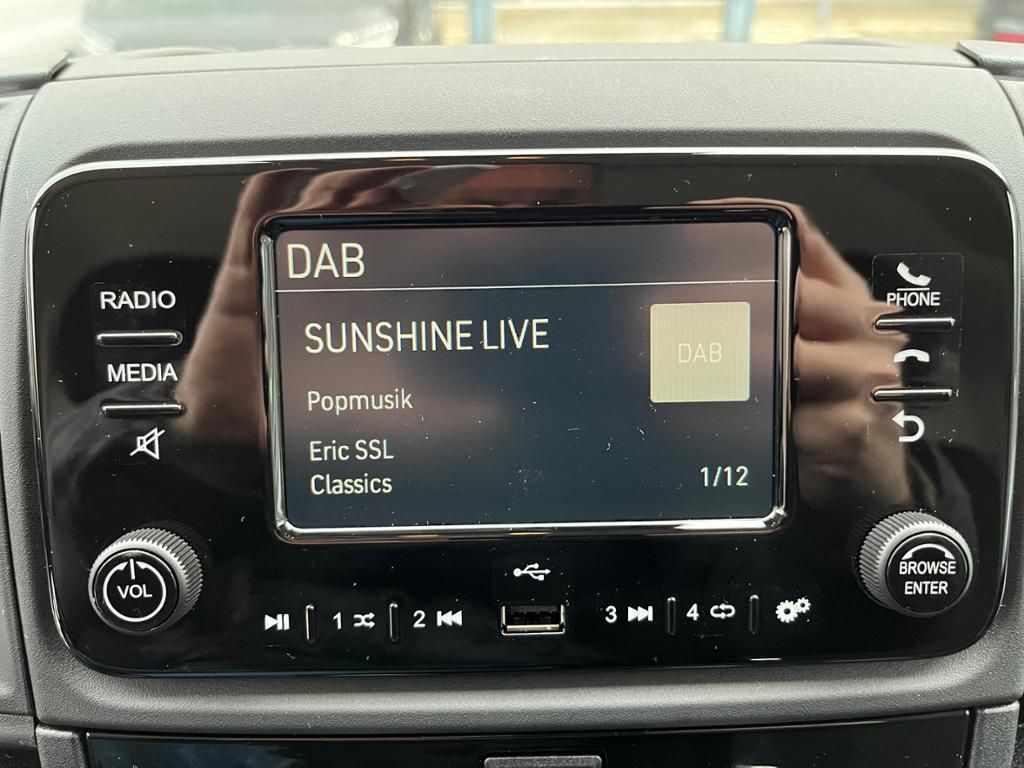 DAB
RADIO
SUNSHINE LIVE
DAB
PHONE
MEDIA
Popmusik
Eric SSL
Classics
1/12
VOL
BROWSE
ENTER
1
2
3
4